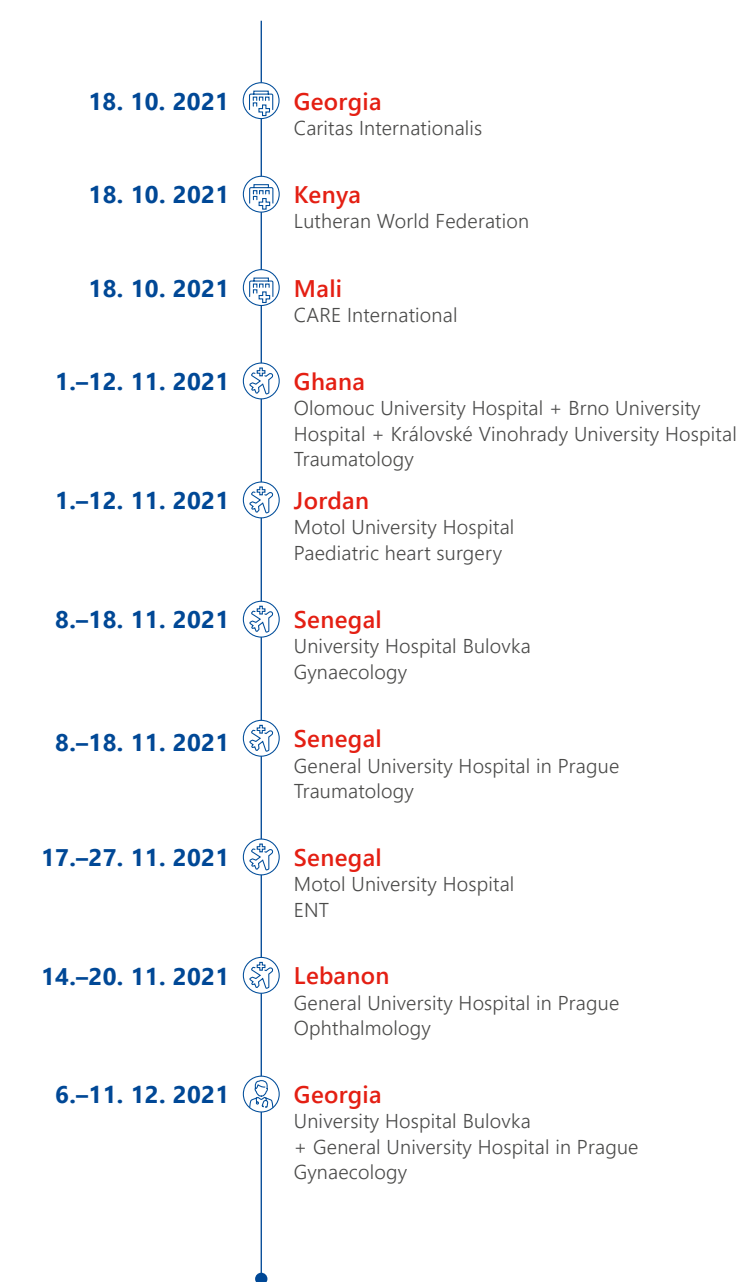 18. 10. 2021
Georgia
Caritas Internationalis
18. 10. 2021
Kenya
Lutheran World Federation
18. 10. 2021
Mali
CARE International
1.–12. 11. 2021
Ghana
Olomouc University Hospital + Brno University
Hospital + Královské Vinohrady University Hospital
Traumatology
1.–12. 11. 2021
Jordan
Motol University Hospital
Paediatric heart surgery
8.–18. 11. 2021
Senegal
University Hospital Bulovka
Gynaecology
8.–18. 11. 2021
Senegal
General University Hospital in Prague
Traumatology
17.–27. 11. 2021
Senegal
Motol University Hospital
ENT
14.–20. 11. 2021
Lebanon
General University Hospital in Prague
Ophthalmology
6.–11. 12. 2021
Georgia
University Hospital Bulovka
+ General University Hospital in Prague
Gynaecology